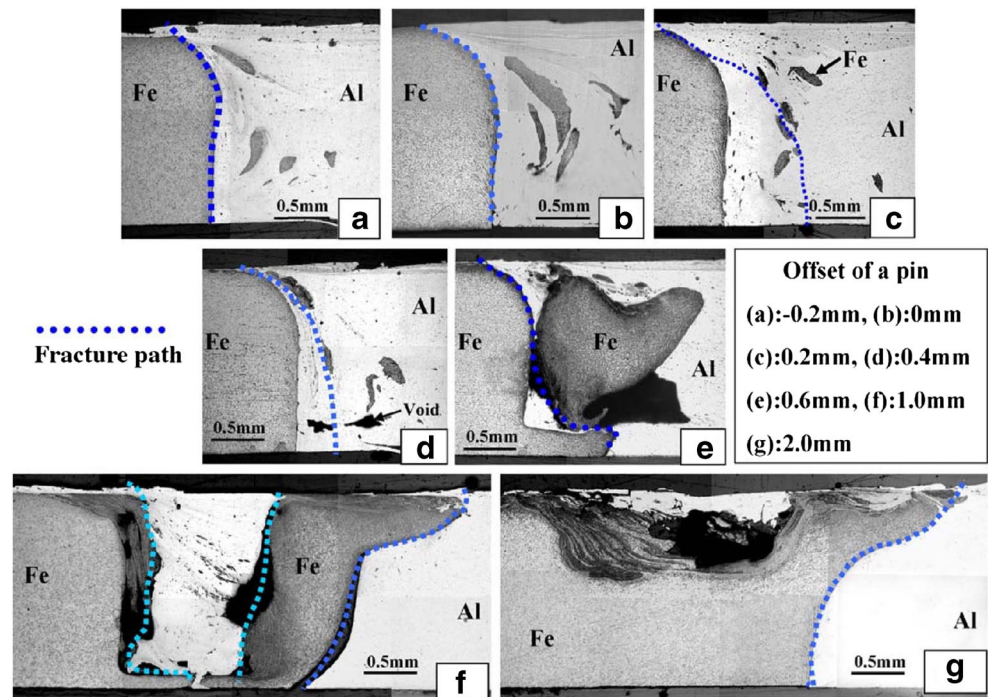 Fe
Al
0.5mm
a
Fe
Al
0.5mm
b
Fe
Fe
Al
0.5mm
c
Fracture path
Fe
Al
Void
0.5mm
d
Fe
Fe
Al
0.5mm
e
Offset of a pin
(a):-0.2mm, (b):0mm
(c):0.2mm, (d):0.4mm
(e):0.6mm, (f):1.0mm
(g):2.0mm
Fe
Al
0.5mm
f
Fe
Al
0.5mm
g